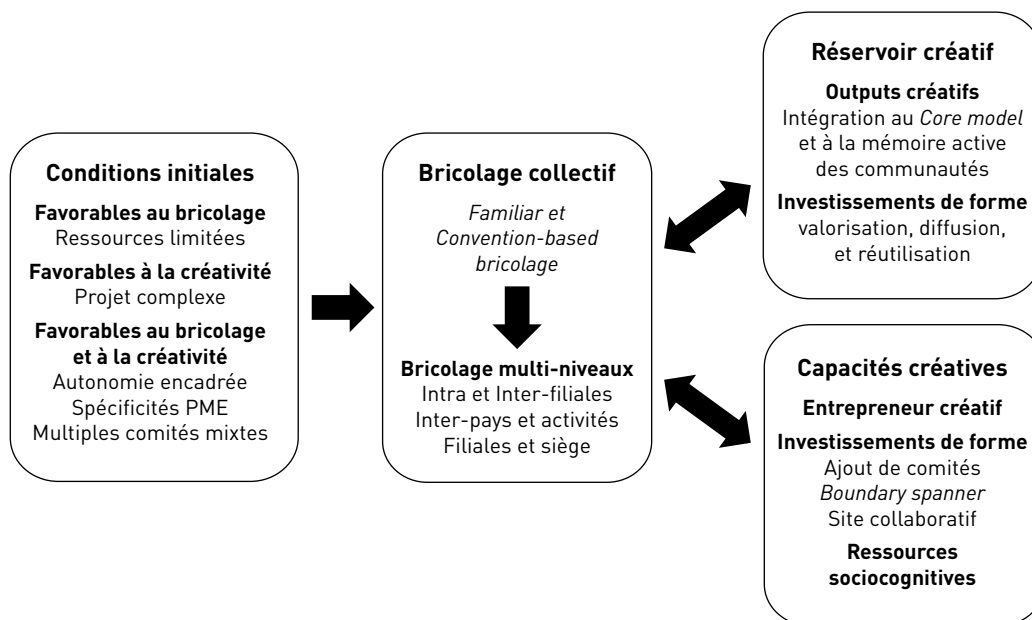 Conditions initiales
Favorables au bricolage
Ressources limitées
Favorables à la créativité
Projet complexe
Favorables au bricolage
et à la créativité
Autonomie encadrée
Spécificités PME
Multiples comités mixtes
Bricolage collectif
Familiar et
Convention-based
bricolage
Bricolage multi-niveaux
Intra et Inter-filiales
Inter-pays et activités
Filiales et siège
Réservoir créatif
Outputs créatifs
Intégration au Core model
et à la mémoire active
des communautés
Investissements de forme
valorisation, diffusion,
et réutilisation
Capacités créatives
Entrepreneur créatif
Investissements de forme
Ajout de comités
Boundary spanner
Site collaboratif
Ressources
sociocognitives